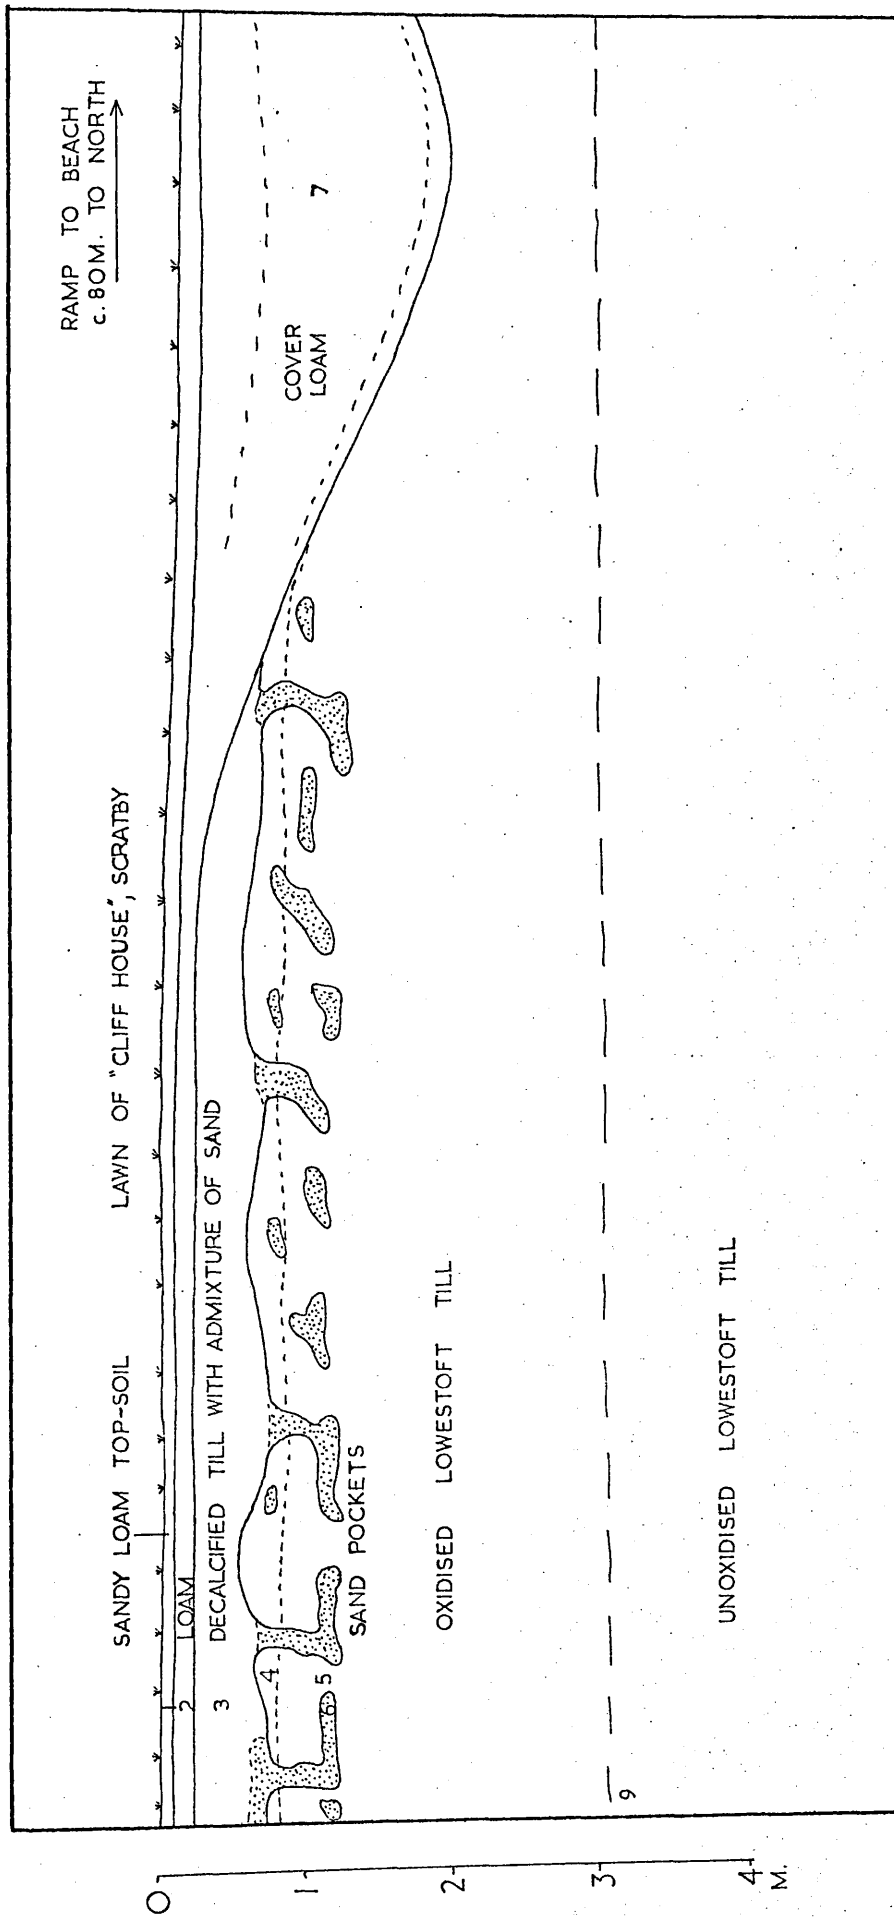 RAMP TO BEACH
c. 80M. TO NORTH
LAWN OF "CLIFF HOUSE", SCRATBY
SANDY LOAM TOP-SOIL
2
LOAM
3
DECALCIFIED TILL WITH ADMIXTURE OF SAND
COVER
LOAM
7
4
5
6
SAND POCKETS
OXIDISED LOWESTOFT TILL
9
UNOXIDISED LOWESTOFT TILL
0
1
2
3
4
M.